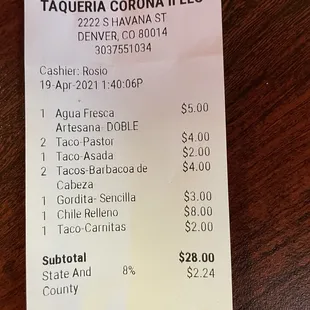 TAQUERIA CORONA II LLC
2222 S HAVANA ST
DENVER, CO 80014
3037551034
Cashier: Rosio
19-Apr-2021 1:40:06P
1 Agua Fresca $5.00
Artesana- DOBLE
2 Taco-Pastor $4.00
1 Taco-Asada $2.00
2 Tacos-Barbacoa de $4.00
Cabeza
1 Gordita- Sencilla $3.00
1 Chile Relleno $8.00
1 Taco-Carnitas $2.00
Subtotal $28.00
State And 8% $2.24
County